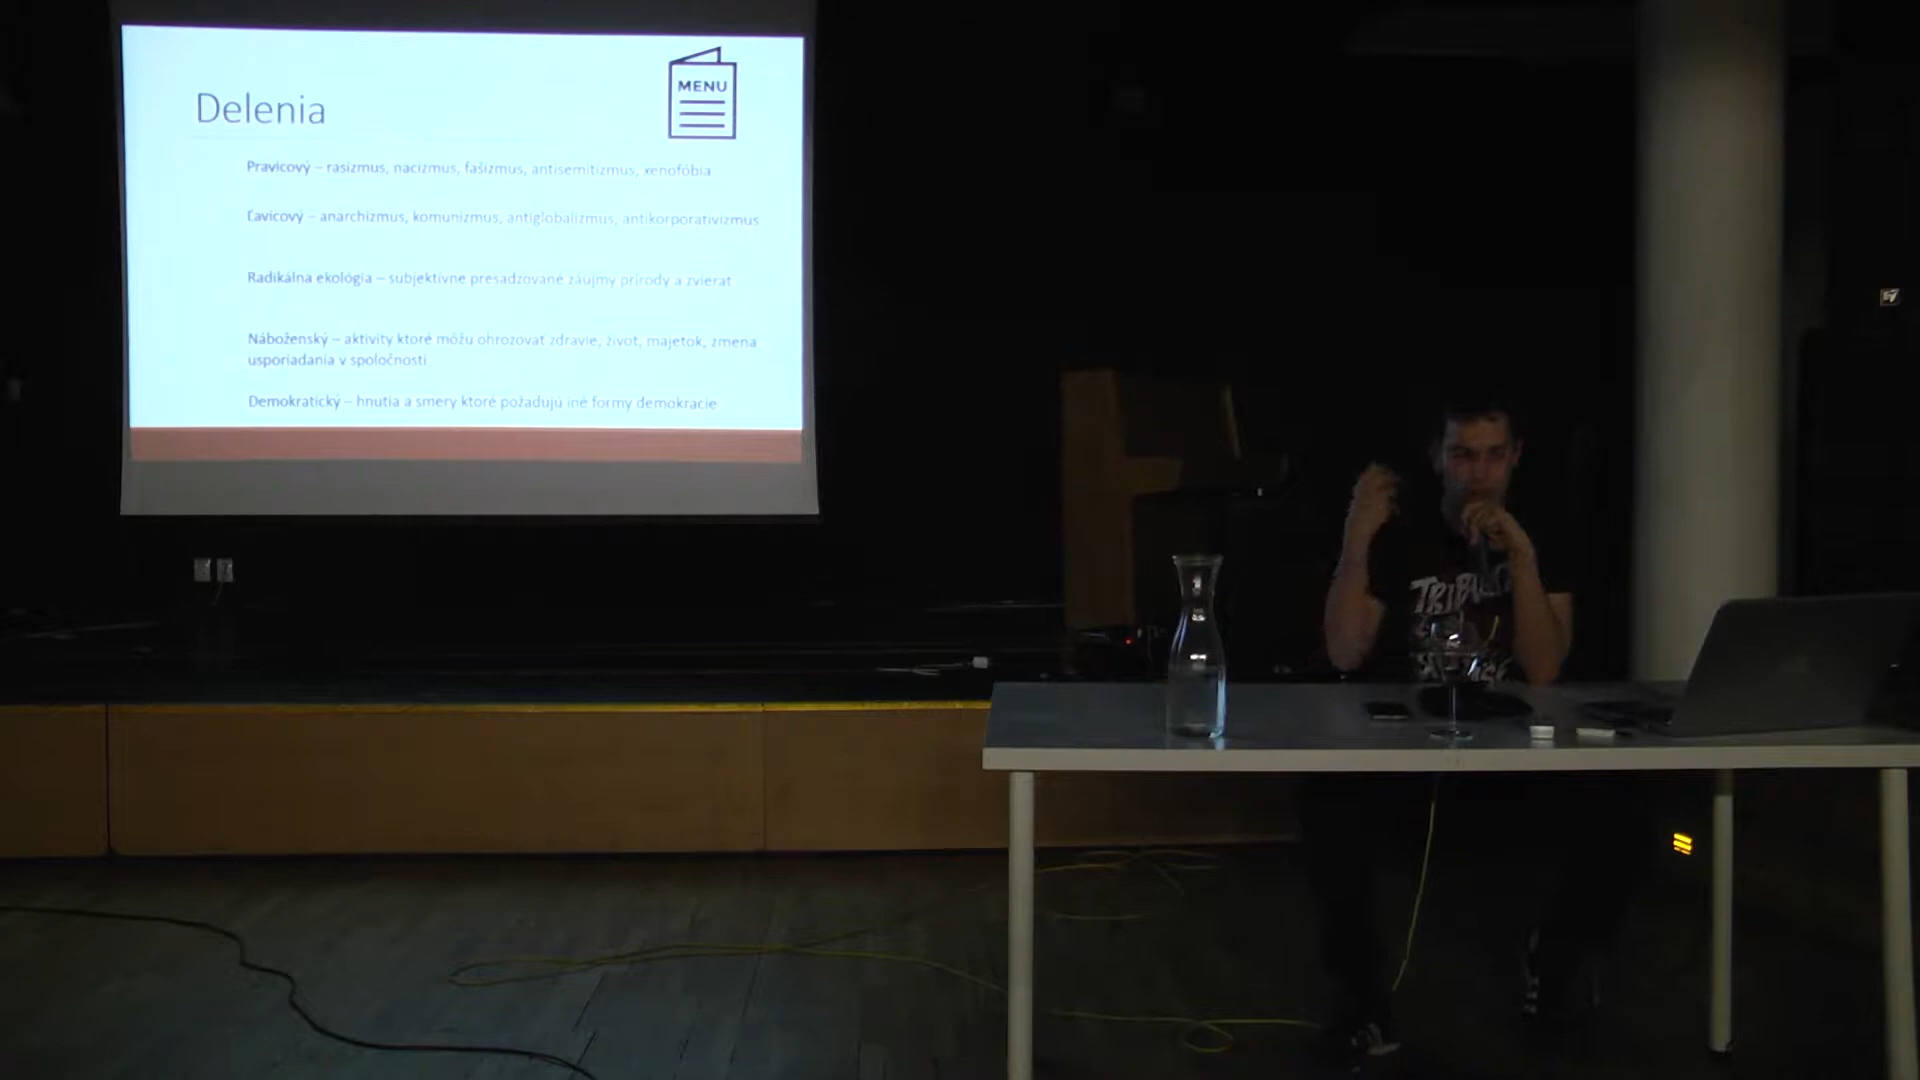 Delenia
MENU
Pravicový – rasizmus, nacizmus, fašizmus, antisemitizmus, xenofóbia
Ľavicový – anarchizmus, komunizmus, antiglobalizmus, antikorporativizmus
Radikálna ekológia – subjektívne presadzované záujmy prírody a zvierat
Náboženský – aktivity ktoré môžu ohrozovať zdravie, život, majetok, zmena
usporiadania v spoločnosti
Demokratický – hnutia a smery ktoré požadujú iné formy demokracie